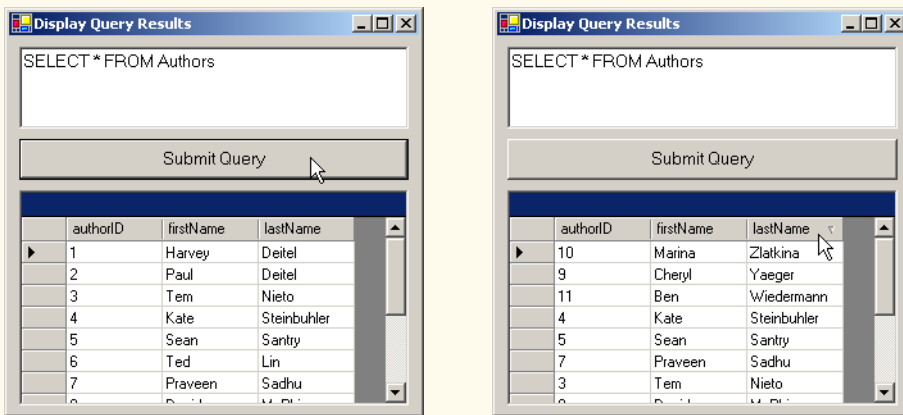 Display Query Results
SELECT * FROM Authors
Submit Query
authorID firstName lastName
1 Harvey Deitel
2 Paul Deitel
3 Tem Nieto
4 Kate Steinbuhler
5 Sean Santry
6 Ted Lin
7 Praveen Sadhu
Display Query Results
SELECT * FROM Authors
Submit Query
authorID firstName lastName
10 Marina Zlatkina
9 Cheryl Yaeger
11 Ben Wiedermann
4 Kate Steinbuhler
5 Sean Santry
7 Praveen Sadhu
3 Tem Nieto